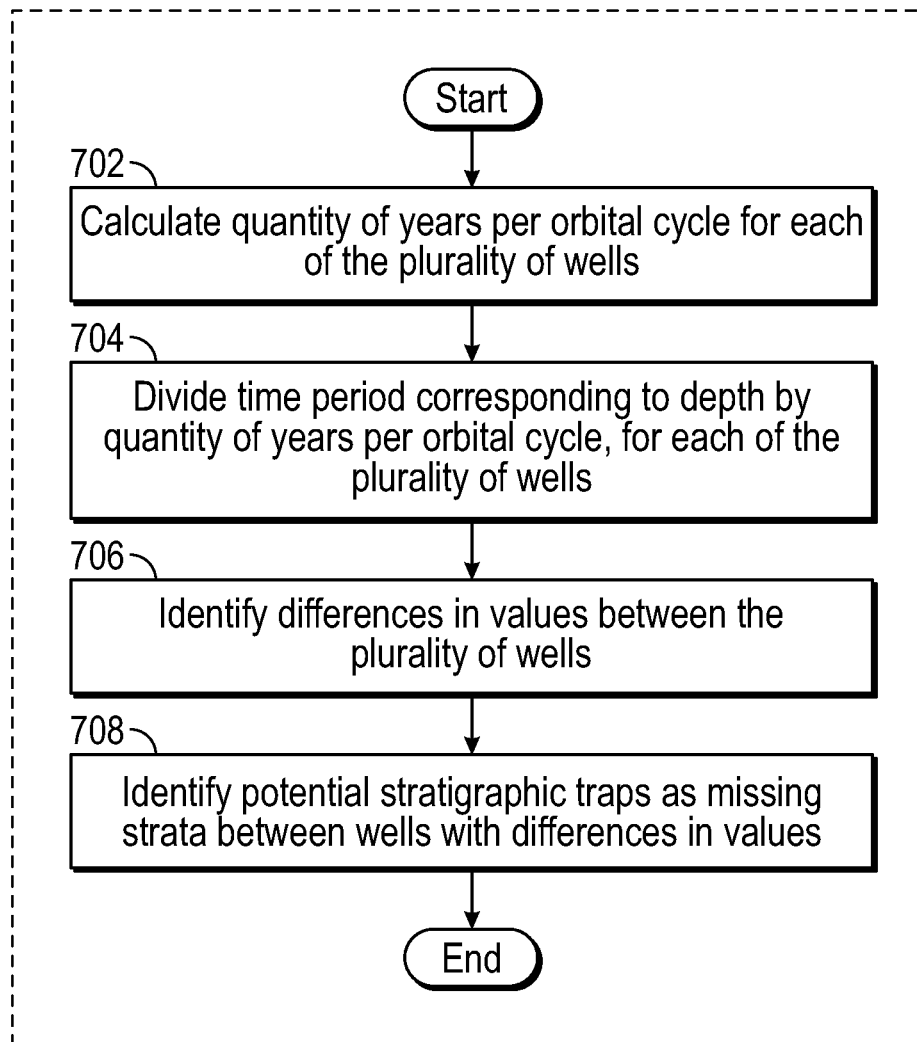 Start
702
Calculate quantity of years per orbital cycle for each
of the plurality of wells
704
Divide time period corresponding to depth by
quantity of years per orbital cycle, for each of the
plurality of wells
706
Identify differences in values between the
plurality of wells
708
Identify potential stratigraphic traps as missing
strata between wells with differences in values
End